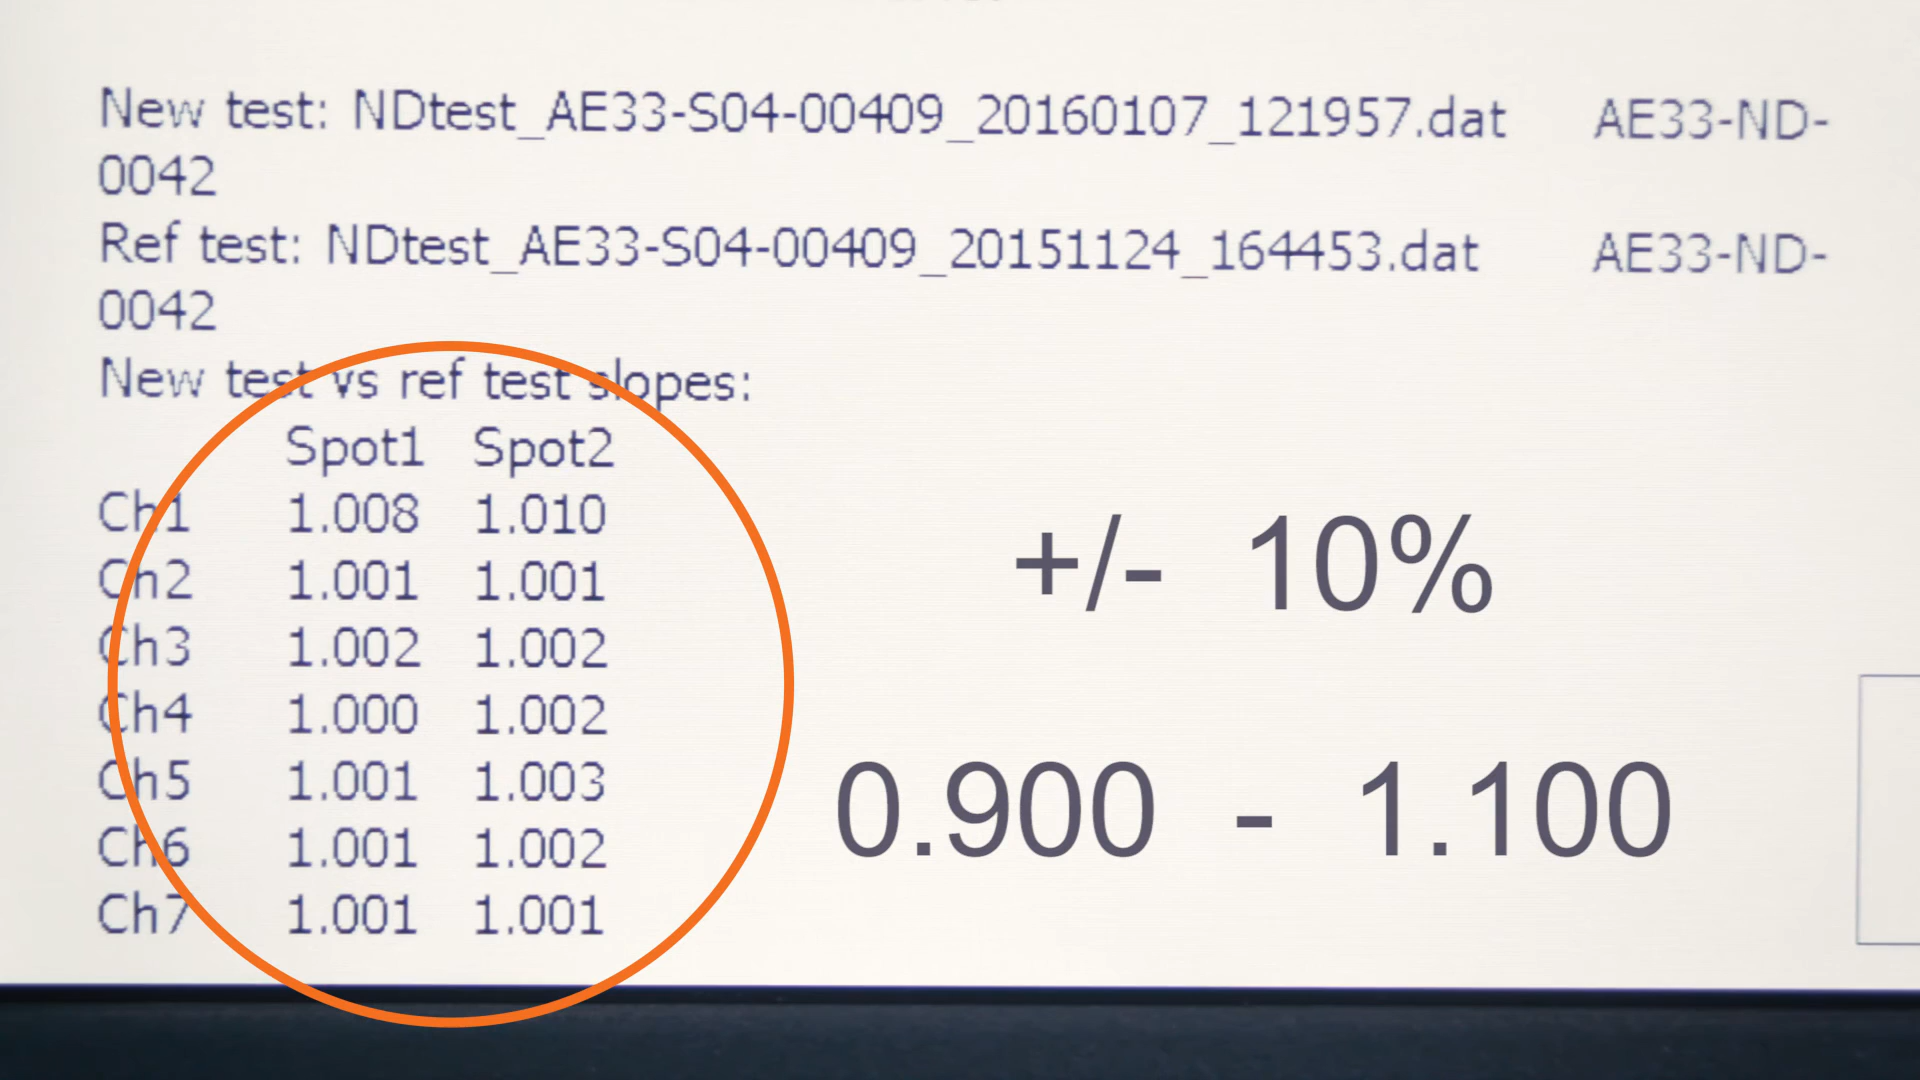 New test: NDtest_AE33-S04-00409_20160107_121957.dat AE33-ND-
0042
Ref test: NDtest_AE33-S04-00409_20151124_164453.dat AE33-ND-
0042
New test vs ref test slopes:
Spot1 Spot2
Ch1 1.008 1.010
Ch2 1.001 1.001
Ch3 1.002 1.002
Ch4 1.000 1.002
Ch5 1.001 1.003
Ch6 1.001 1.002
Ch7 1.001 1.001
+/- 10%
0.900 - 1.100